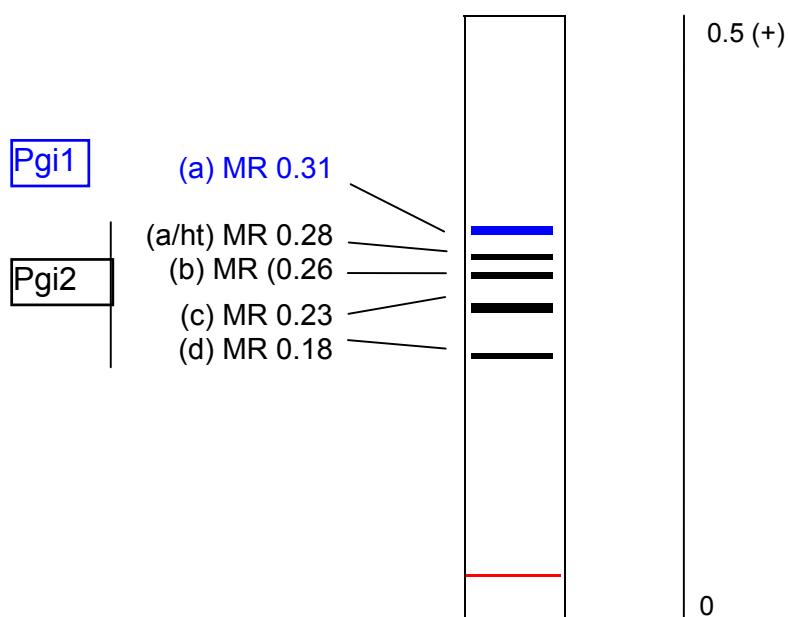 0.5 (+)
Pgi1
(a) MR 0.31
(a/ht) MR 0.28
(b) MR (0.26
Pgi2
(c) MR 0.23
(d) MR 0.18
0